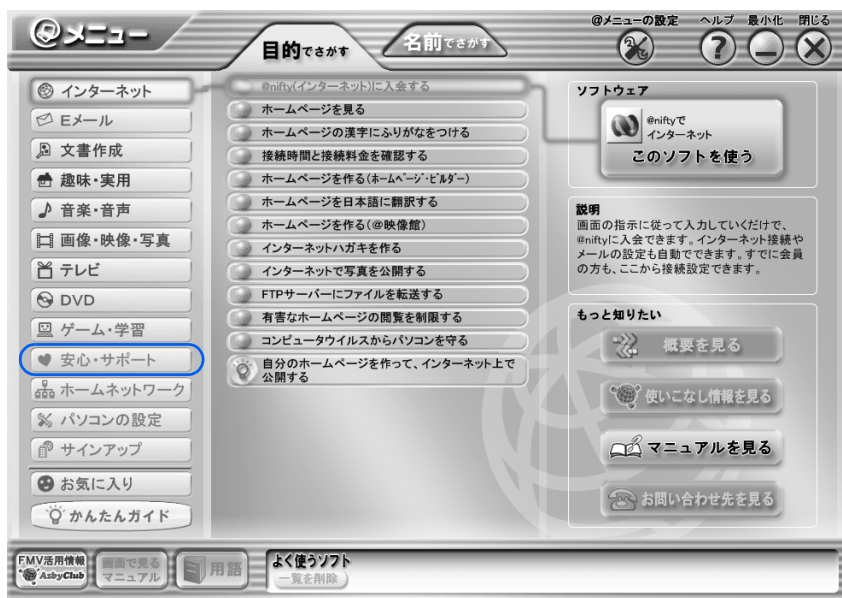 @メニュー
目的でさがす
名前でさがす
@メニューの設定
ヘルプ
最小化
閉じる
インターネット
Eメール
文書作成
趣味・実用
音楽・音声
画像・映像・写真
テレビ
DVD
ゲーム・学習
安心・サポート
ホームネットワーク
パソコンの設定
サインアップ
お気に入り
かんたんガイド
@nifty(インターネット)に入会する
ホームページを見る
ホームページの漢字にふりがなをつける
接続時間と接続料金を確認する
ホームページを作る(ホームページ・ビルダー)
ホームページを日本語に翻訳する
ホームページを作る(@映像館)
インターネットハガキを作る
インターネットで写真を公開する
FTPサーバーにファイルを転送する
有害なホームページの閲覧を制限する
コンピュータウイルスからパソコンを守る
自分のホームページを作って、インターネット上で
公開する
ソフトウェア
@niftyで
インターネット
このソフトを使う
説明
画面の指示に従って入力していくだけで、
@niftyに入会できます。インターネット接続や
メールの設定も自動でできます。すでに会員
の方も、ここから接続設定できます。
もっと知りたい
概要を見る
使いこなし情報を見る
マニュアルを見る
お問い合わせ先を見る
FMV活用情報
AzbyClub
画面で見る
マニュアル
用語
よく使うソフト
一覧を削除